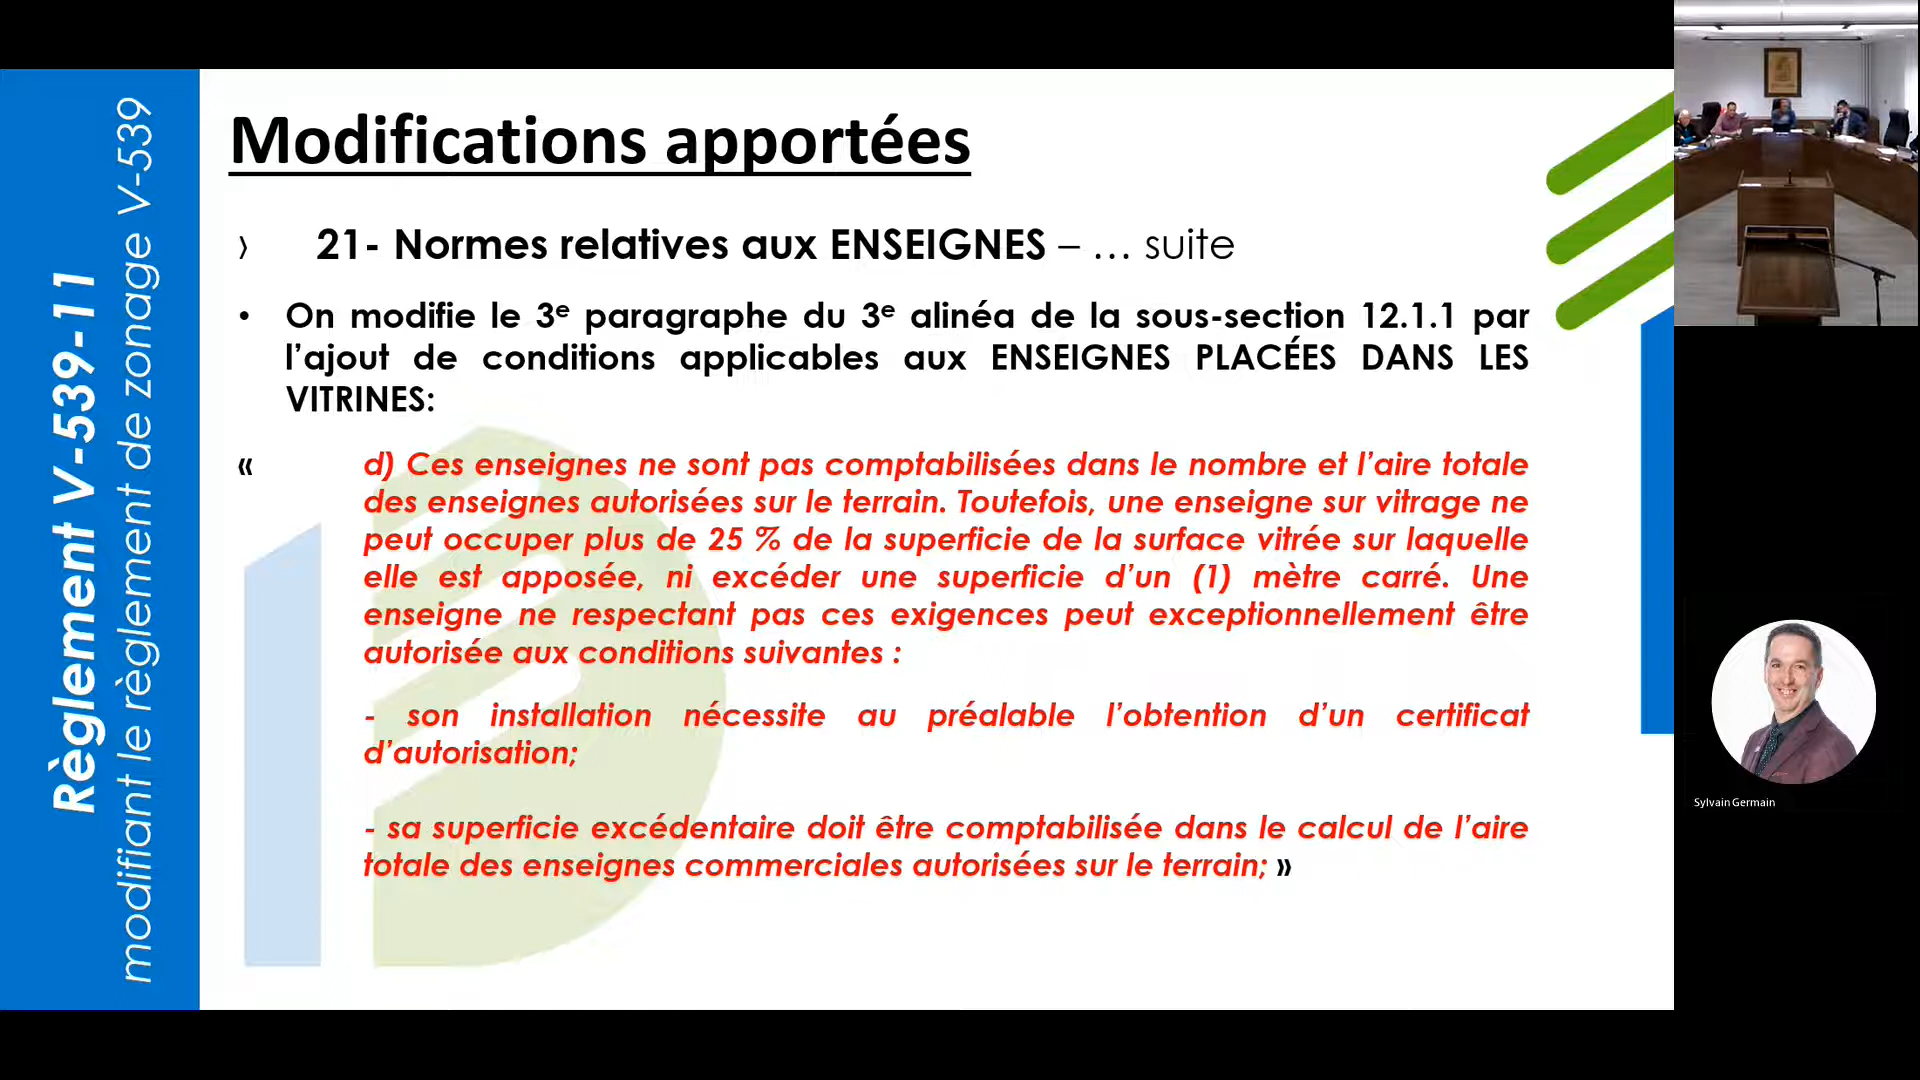 Règlement V-539-11
modifiant le règlement de zonage V-539
Modifications apportées
› 21- Normes relatives aux ENSEIGNES – … suite
• On modifie le 3e paragraphe du 3e alinéa de la sous-section 12.1.1 par
l’ajout de conditions applicables aux ENSEIGNES PLACÉES DANS LES
VITRINES:
« d) Ces enseignes ne sont pas comptabilisées dans le nombre et l’aire totale
des enseignes autorisées sur le terrain. Toutefois, une enseigne sur vitrage ne
peut occuper plus de 25 % de la superficie de la surface vitrée sur laquelle
elle est apposée, ni excéder une superficie d’un (1) mètre carré. Une
enseigne ne respectant pas ces exigences peut exceptionnellement être
autorisée aux conditions suivantes :
- son installation nécessite au préalable l’obtention d’un certificat
d’autorisation;
- sa superficie excédentaire doit être comptabilisée dans le calcul de l’aire
totale des enseignes commerciales autorisées sur le terrain; »
Sylvain Germain